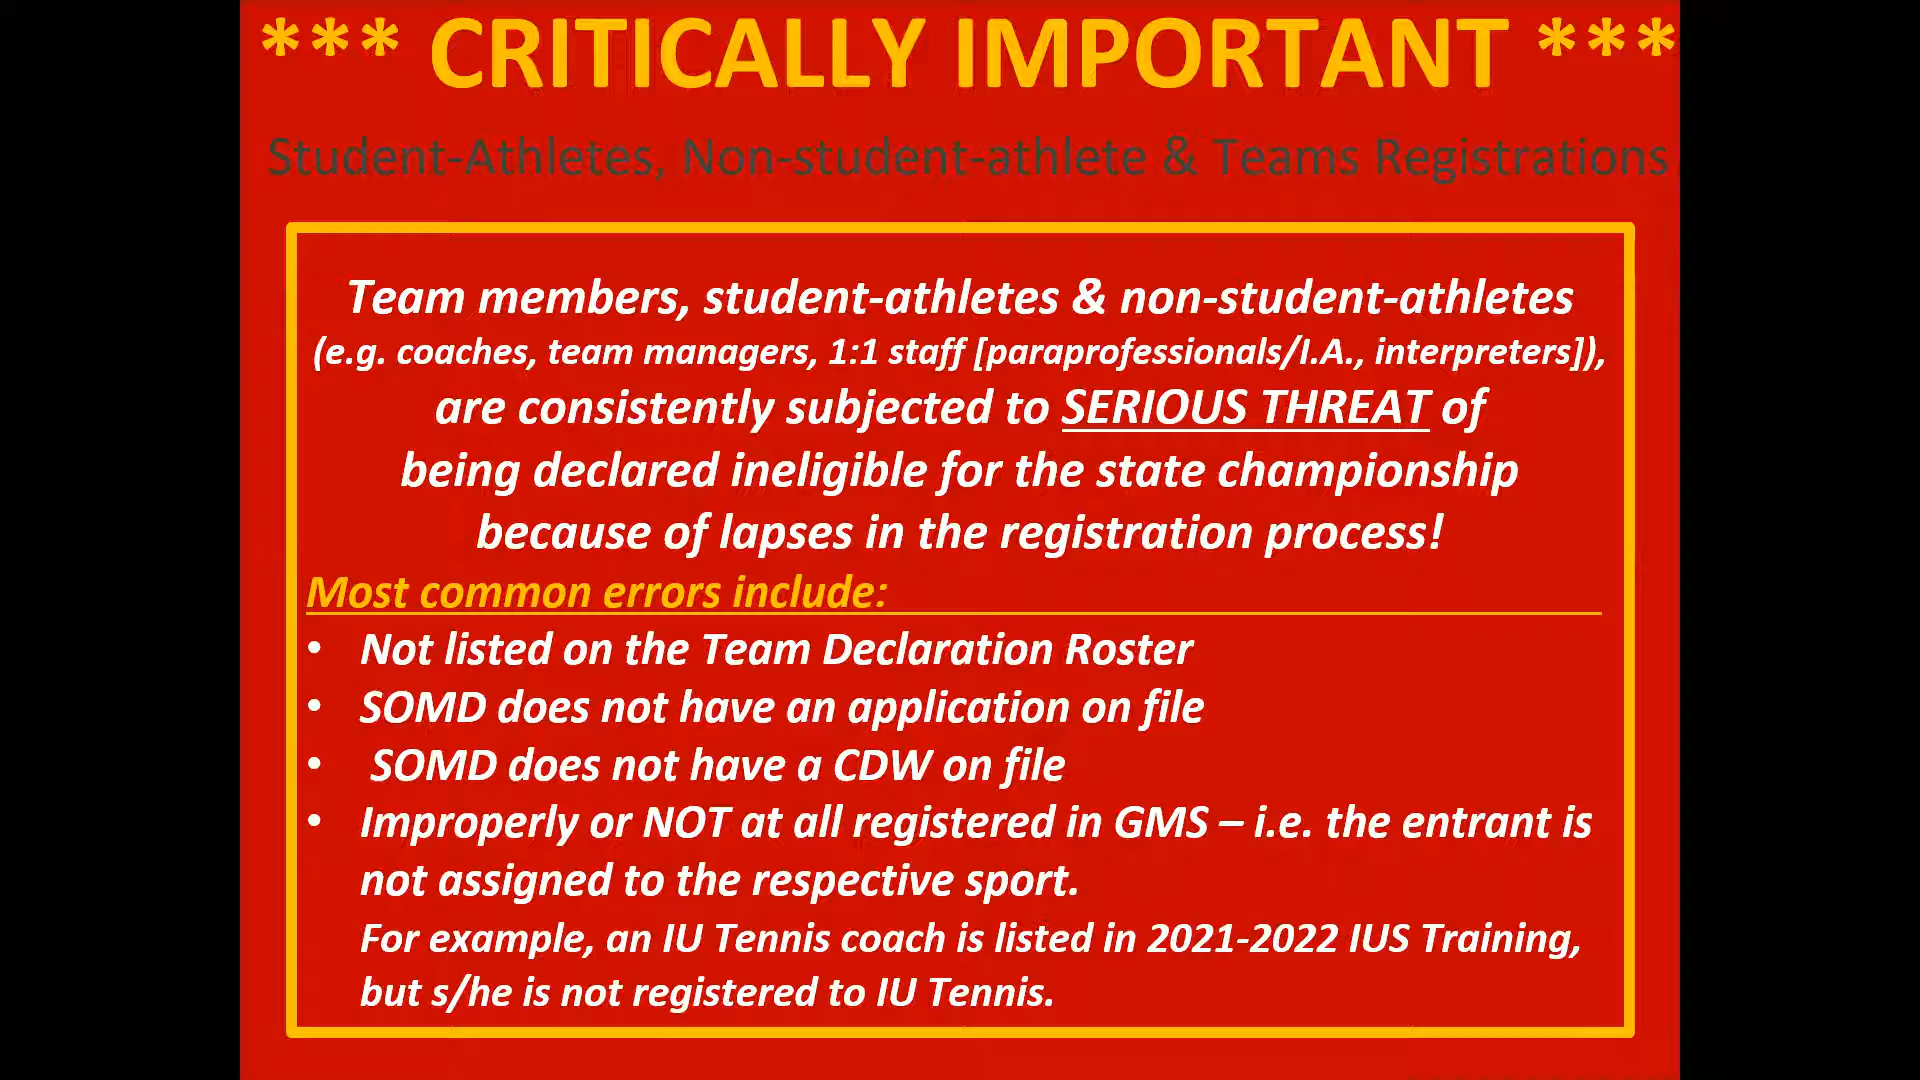 *** CRITICALLY IMPORTANT ***
Student-Athletes, Non-student-athlete & Teams Registrations
Team members, student-athletes & non-student-athletes
(e.g. coaches, team managers, 1:1 staff [paraprofessionals/I.A., interpreters]),
are consistently subjected to SERIOUS THREAT of
being declared ineligible for the state championship
because of lapses in the registration process!
Most common errors include:
• Not listed on the Team Declaration Roster
• SOMD does not have an application on file
• SOMD does not have a CDW on file
• Improperly or NOT at all registered in GMS – i.e. the entrant is
not assigned to the respective sport.
For example, an IU Tennis coach is listed in 2021-2022 IUS Training,
but s/he is not registered to IU Tennis.